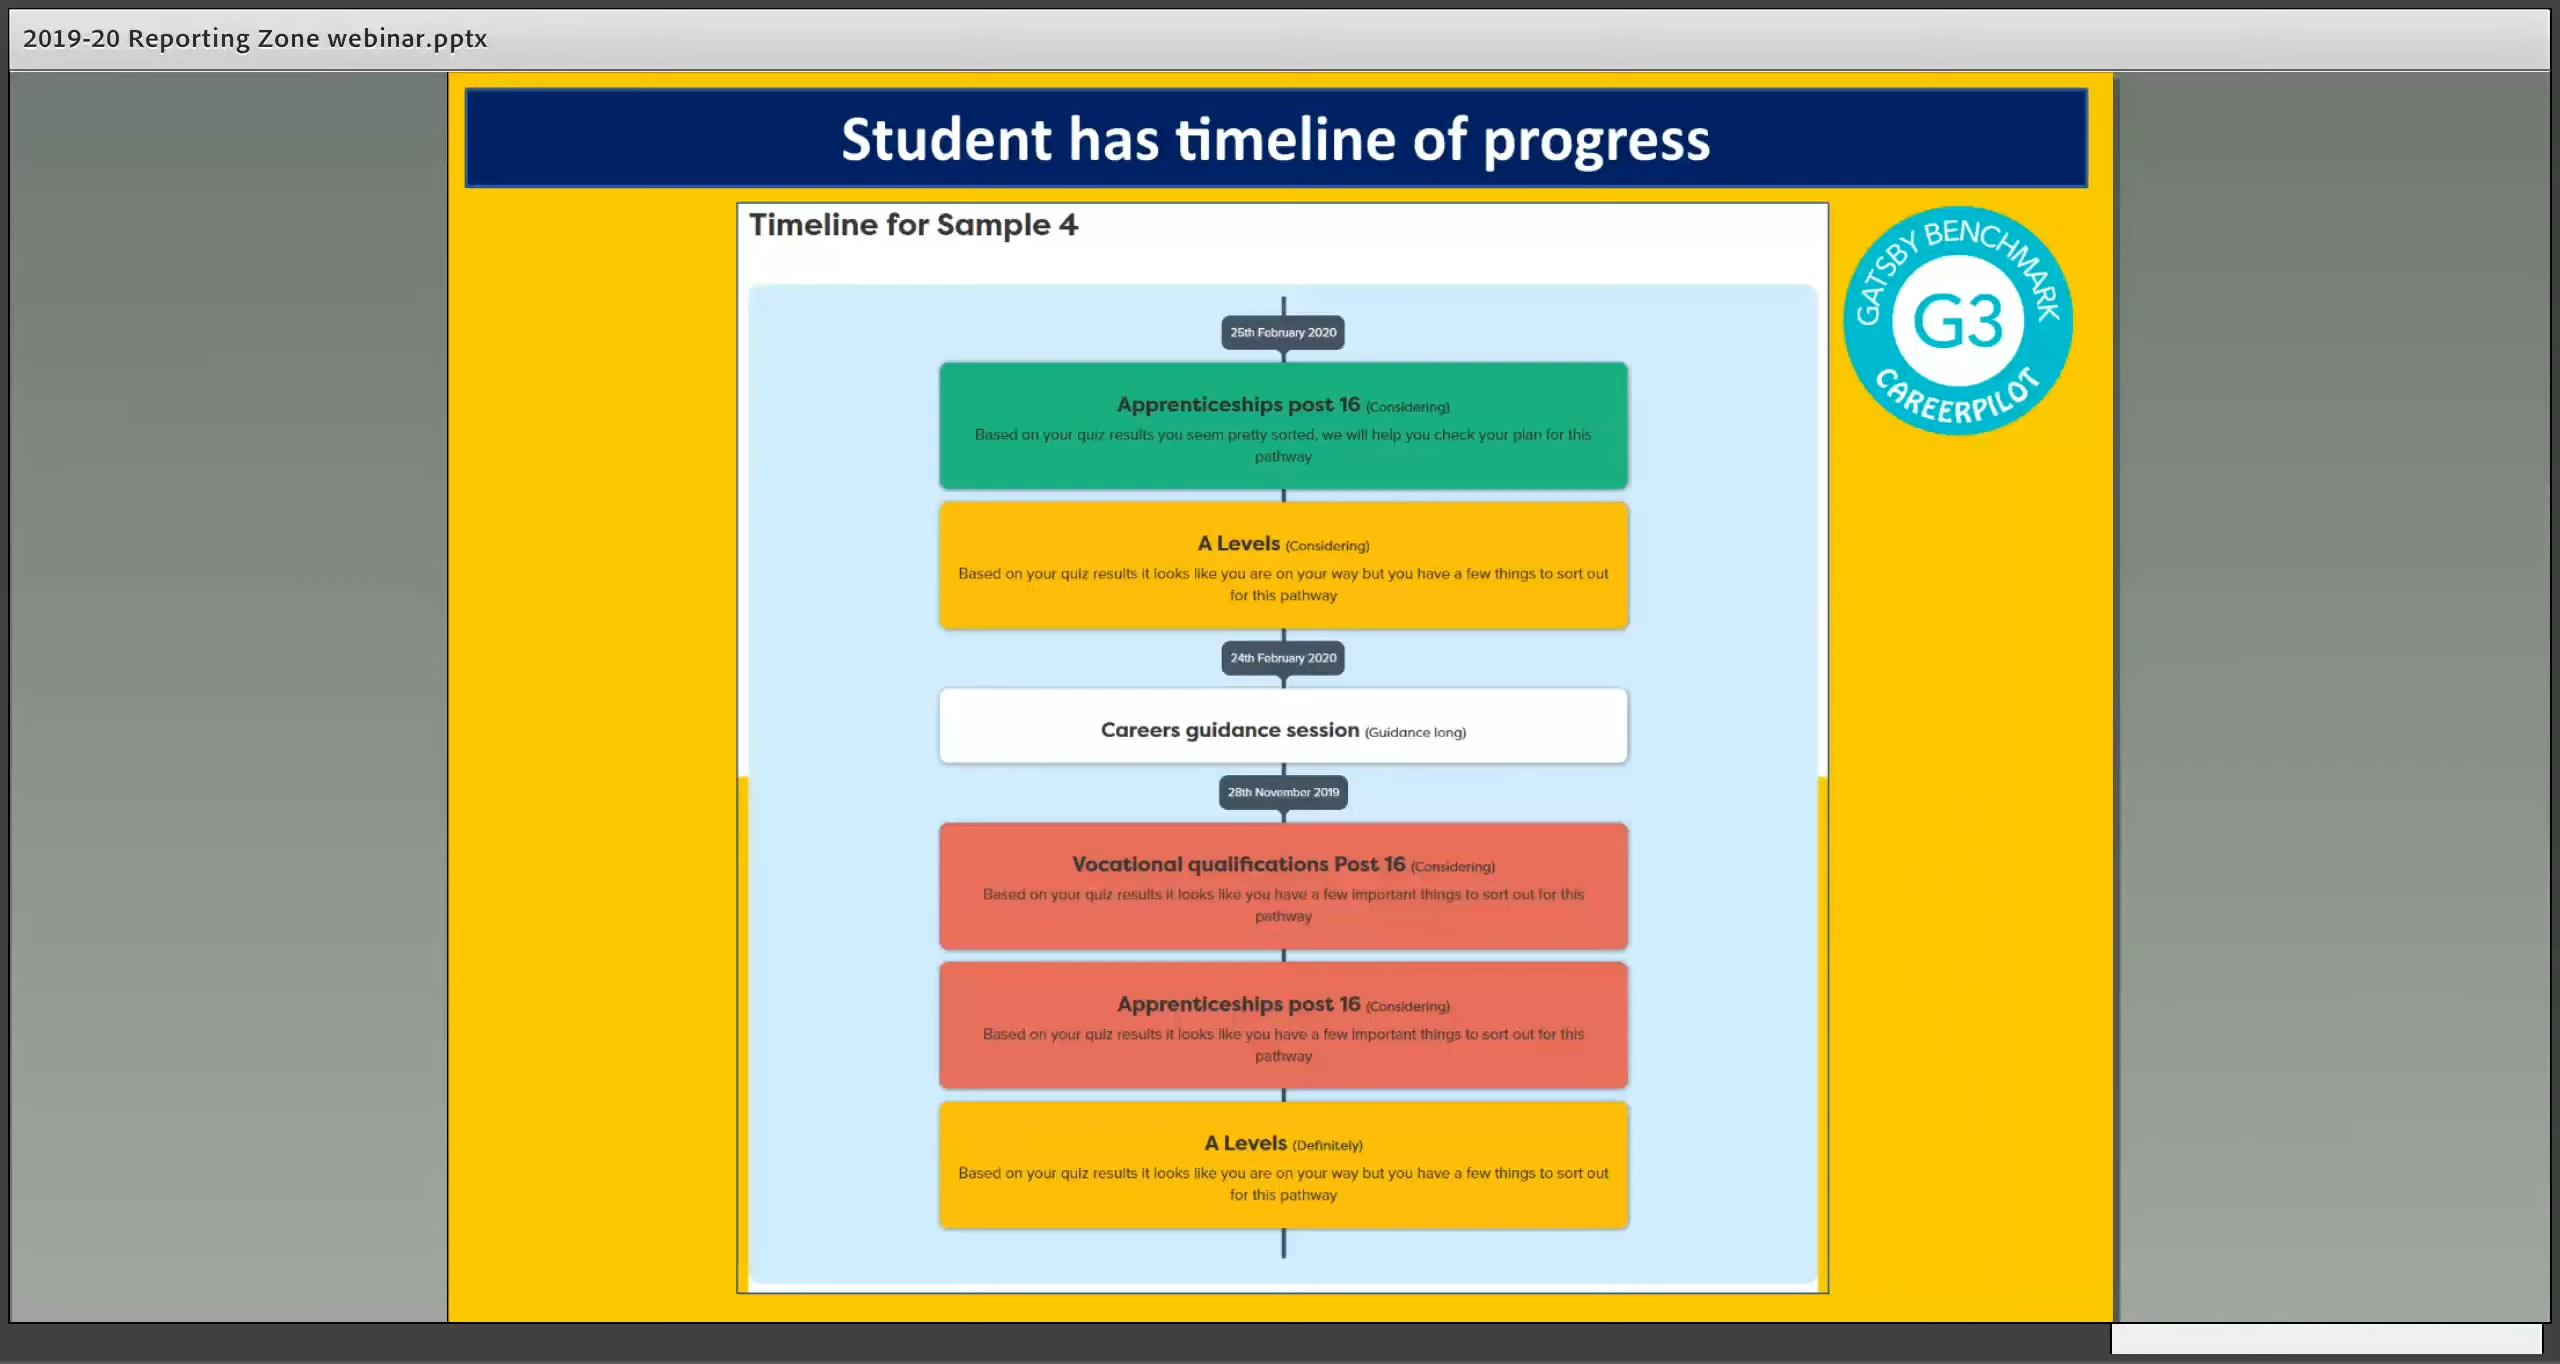 2019-20 Reporting Zone webinar.pptx
Student has timeline of progress
Timeline for Sample 4
GATSBY BENCHMARK
G3
CAREERPILOT
25th February 2020
Apprenticeships post 16 (Considering)
Based on your quiz results you seem pretty sorted, we will help you check your plan for this
pathway
A Levels (Considering)
Based on your quiz results it looks like you are on your way but you have a few things to sort out
for this pathway
24th February 2020
Careers guidance session (Guidance long)
28th November 2019
Vocational qualifications Post 16 (Considering)
Based on your quiz results it looks like you have a few important things to sort out for this
pathway
Apprenticeships post 16 (Considering)
Based on your quiz results it looks like you have a few important things to sort out for this
pathway
A Levels (Definitely)
Based on your quiz results it looks like you are on your way but you have a few things to sort out
for this pathway